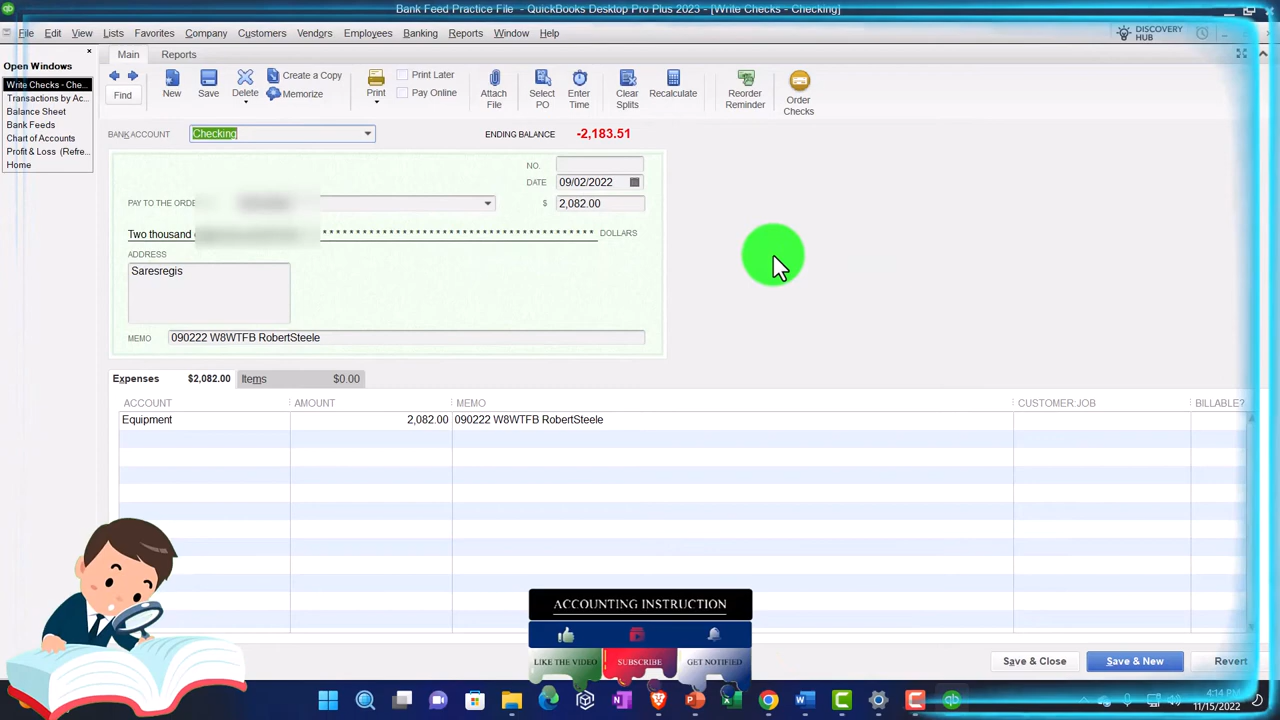 Bank Feed Practice File - QuickBooks Desktop Pro Plus 2023 - [Write Checks - Checking]
File Edit View Lists Favorites Company Customers Vendors Employees Banking Reports Window Help
DISCOVERY HUB
Open Windows
Write Checks - Che...
Transactions by Ac...
Balance Sheet
Bank Feeds
Chart of Accounts
Profit & Loss (Refre...
Home
Main Reports
Find New Save Delete Create a Copy Memorize Print Print Later Pay Online Attach File Select PO Enter Time Clear Splits Recalculate Reorder Reminder Order Checks
BANK ACCOUNT Checking ENDING BALANCE -2,183.51
NO.
DATE 09/02/2022
PAY TO THE ORDE $ 2,082.00
Two thousand ****************************************** DOLLARS
ADDRESS
Saresregis
MEMO 090222 W8WTFB RobertSteele
Expenses $2,082.00 Items $0.00
ACCOUNT AMOUNT MEMO CUSTOMER:JOB BILLABLE?
Equipment 2,082.00 090222 W8WTFB RobertSteele
ACCOUNTING INSTRUCTION
LIKE THE VIDEO SUBSCRIBE GET NOTIFIED
Save & Close Save & New Revert
4:14 PM
11/15/2022